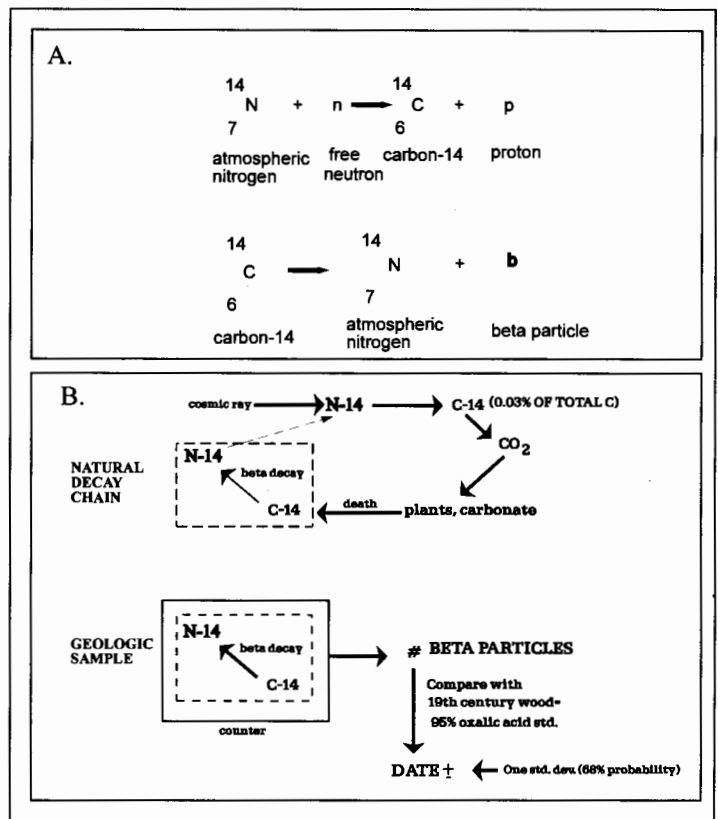 A.
14 14
N + n C + p
7 6
atmospheric free carbon-14 proton
nitrogen neutron
14 14
C N + b
6 7
carbon-14 atmospheric beta particle
nitrogen
B.
cosmic ray N-14 C-14 (0.03% OF TOTAL C)
CO2
N-14
beta decay
NATURAL
DECAY
CHAIN
C-14 death plants, carbonate
GEOLOGIC
SAMPLE
N-14
beta decay
C-14
counter
# BETA PARTICLES
Compare with
19th century wood=
95% oxalic acid std.
DATE ± One std. dev. (68% probability)